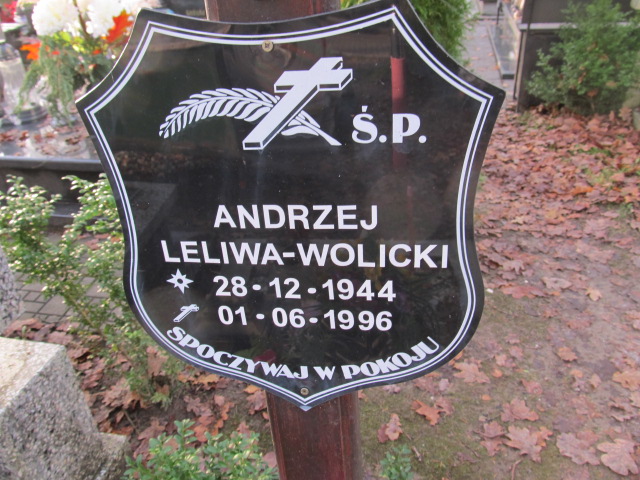 Ś.P.
ANDRZEJ
LELIWA-WOLICKI
28-12-1944
01-06-1996
SPOCZYWAJ W POKOJU